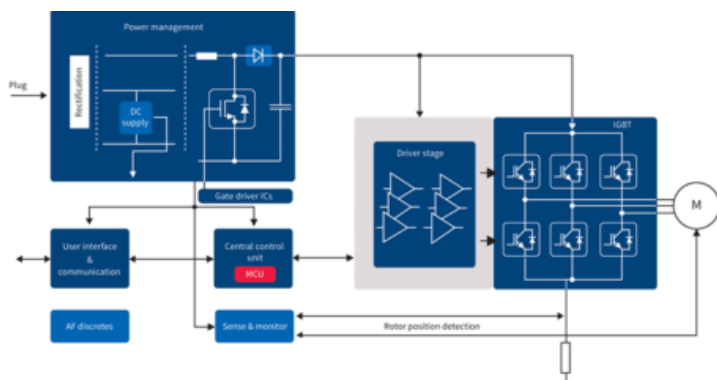 Power management
Plug
Rectification
DC
supply
IGBT
Driver stage
Gate driver ICs
M
User interface
&
communication
Central control
unit
MCU
AF discretes
Sense & monitor
Rotor position detection